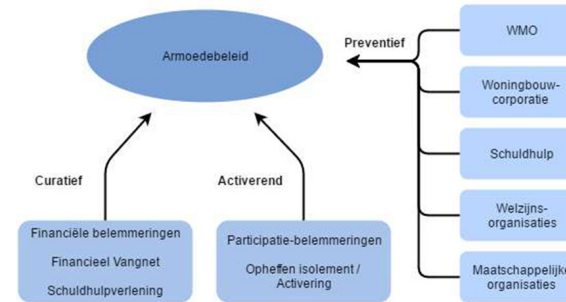 Armoedebeleid
Preventief
WMO
Woningbouw-
corporatie
Schuldhulp
Welzijns-
organisaties
Maatschappelijke
organisaties
Curatief
Activerend
Financiële belemmeringen
Financieel Vangnet
Schuldhulpverlening
Participatie-belemmeringen
Opheffen isolement /
Activering